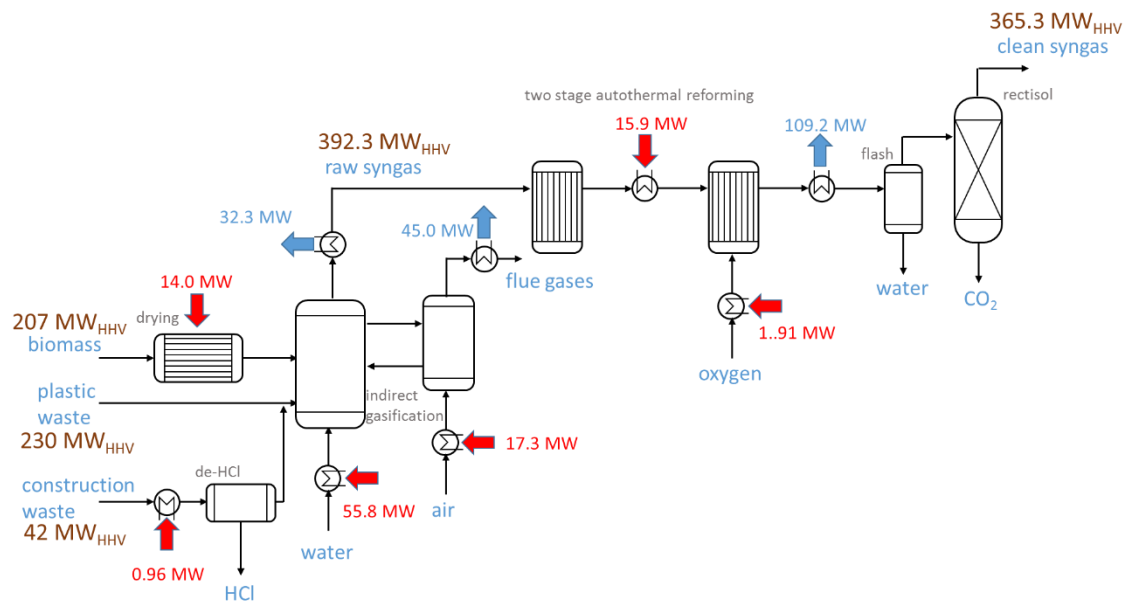 365.3 MWHHV
clean syngas
two stage autothermal reforming
rectisol
15.9 MW
109.2 MW
392.3 MWHHV
raw syngas
flash
32.3 MW
45.0 MW
14.0 MW
flue gases
water
CO2
207 MWHHV
drying
biomass
1..91 MW
oxygen
plastic
waste
indirect
gasification
230 MWHHV
17.3 MW
de-HCl
construction
waste
55.8 MW
air
42 MWHHV
water
0.96 MW
HCl